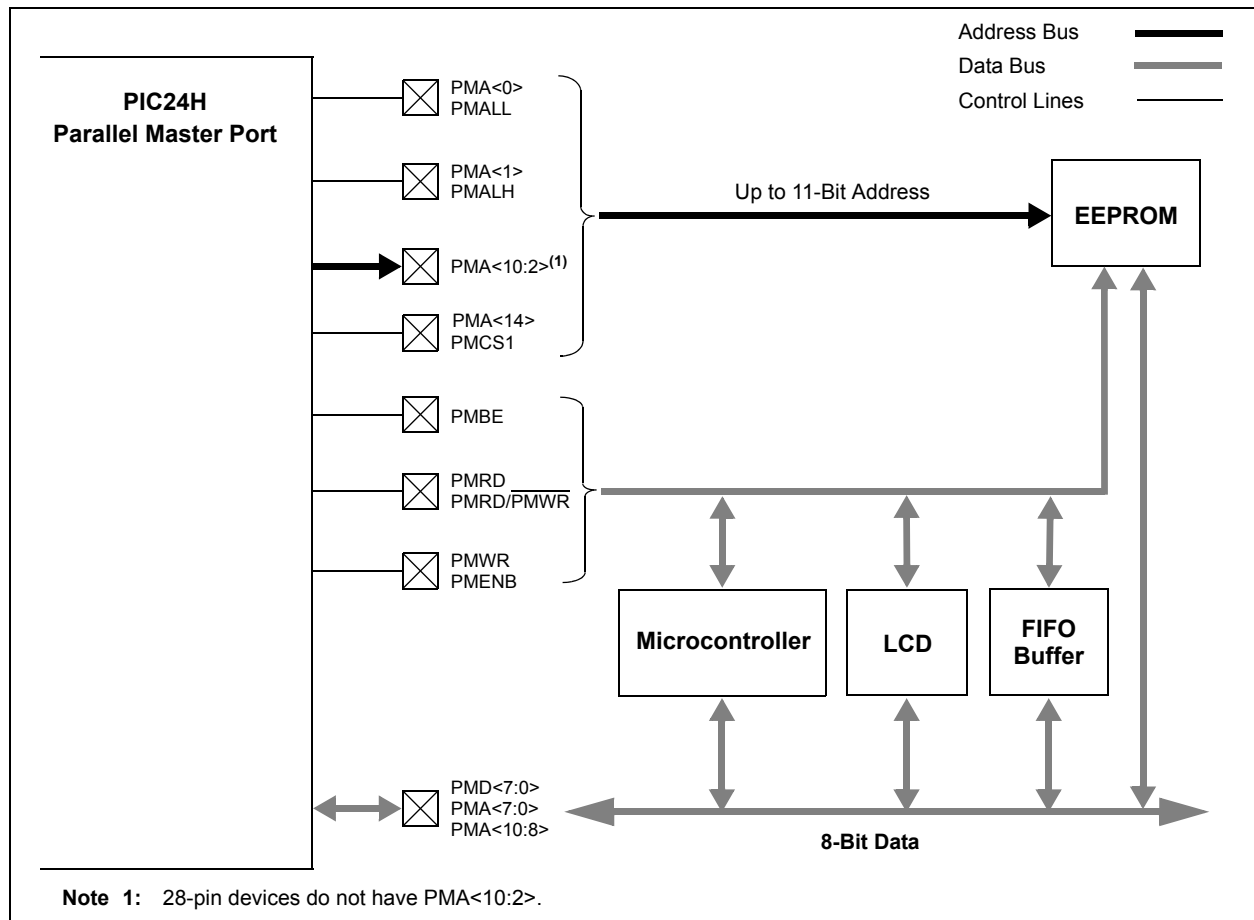 Address Bus
Data Bus
Control Lines
PIC24H
Parallel Master Port
PMA<0>
PMALL
PMA<1>
PMALH
PMA<10:2>(1)
PMA<14>
PMCS1
Up to 11-Bit Address
EEPROM
PMBE
PMRD
PMRD/PMWR
PMWR
PMENB
Microcontroller
LCD
FIFO
Buffer
PMD<7:0>
PMA<7:0>
PMA<10:8>
8-Bit Data
Note 1: 28-pin devices do not have PMA<10:2>.